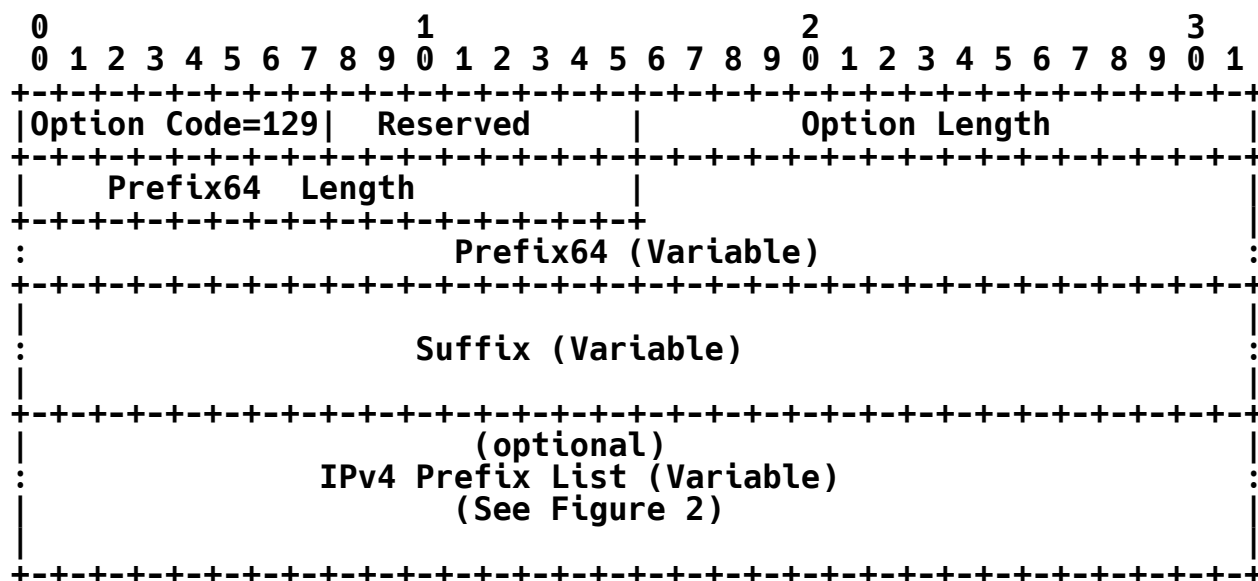 0                   1                   2                   3
 0 1 2 3 4 5 6 7 8 9 0 1 2 3 4 5 6 7 8 9 0 1 2 3 4 5 6 7 8 9 0 1
+-+-+-+-+-+-+-+-+-+-+-+-+-+-+-+-+-+-+-+-+-+-+-+-+-+-+-+-+-+-+-+-+
|Option Code=129|  Reserved     |        Option Length          |
+-+-+-+-+-+-+-+-+-+-+-+-+-+-+-+-+-+-+-+-+-+-+-+-+-+-+-+-+-+-+-+-+
|    Prefix64  Length           |                               |
+-+-+-+-+-+-+-+-+-+-+-+-+-+-+-+-+                               |
:                      Prefix64 (Variable)                      :
+-+-+-+-+-+-+-+-+-+-+-+-+-+-+-+-+-+-+-+-+-+-+-+-+-+-+-+-+-+-+-+-+
|                                                               |
:                    Suffix (Variable)                          :
|                                                               |
+-+-+-+-+-+-+-+-+-+-+-+-+-+-+-+-+-+-+-+-+-+-+-+-+-+-+-+-+-+-+-+-+
|                       (optional)                              |
:               IPv4 Prefix List (Variable)                     :
|                      (See Figure 2)                           |
|                                                               |
+-+-+-+-+-+-+-+-+-+-+-+-+-+-+-+-+-+-+-+-+-+-+-+-+-+-+-+-+-+-+-+-+